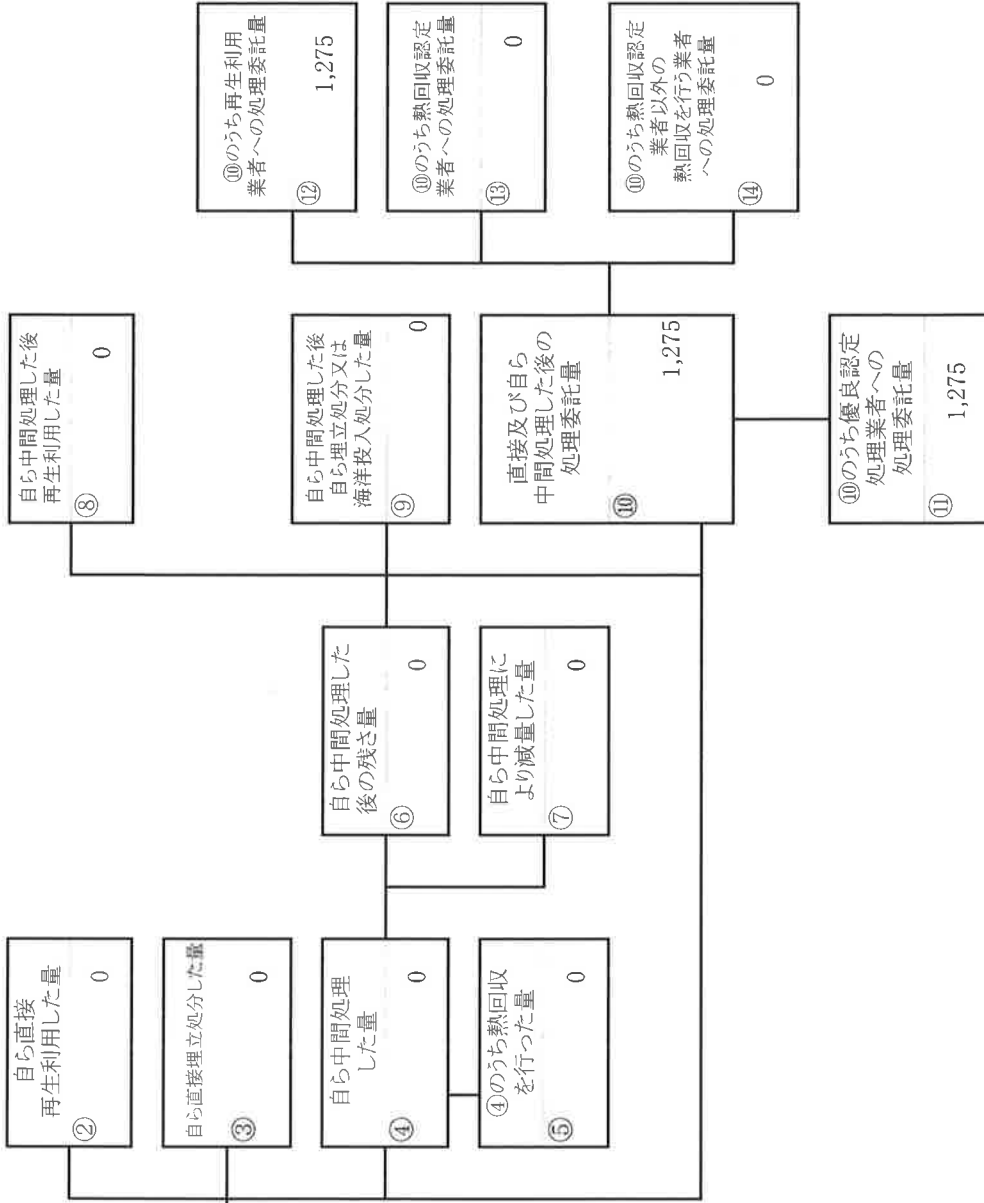 自ら直接
再生利用した量
②
0
自ら直接埋立処分した量
③
0
自ら中間処理
した量
④
0
④のうち熱回収
を行った量
⑤
0
自ら中間処理した
後の残さ量
⑥
0
自ら中間処理に
より減量した量
⑦
0
自ら中間処理した後
再生利用した量
⑧
0
自ら中間処理した後
自ら埋立処分又は
海洋投入処分した量
⑨
0
直接及び自ら
中間処理した後の
処理委託量
⑩
1,275
⑩のうち優良認定
処理業者への
処理委託量
⑪
1,275
⑩のうち再生利用
業者への処理委託量
⑫
1,275
⑩のうち熱回収認定
業者への処理委託量
⑬
0
⑩のうち熱回収認定
業者以外の
熱回収を行う業者
への処理委託量
⑭
0